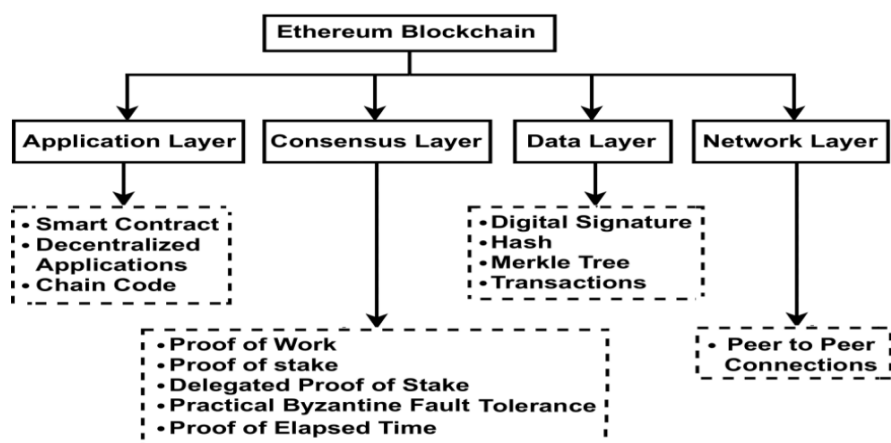 Ethereum Blockchain
Application Layer
Consensus Layer
Data Layer
Network Layer
• Smart Contract
• Decentralized
Applications
• Chain Code
• Digital Signature
• Hash
• Merkle Tree
• Transactions
• Proof of Work
• Proof of stake
• Delegated Proof of Stake
• Practical Byzantine Fault Tolerance
• Proof of Elapsed Time
• Peer to Peer
Connections